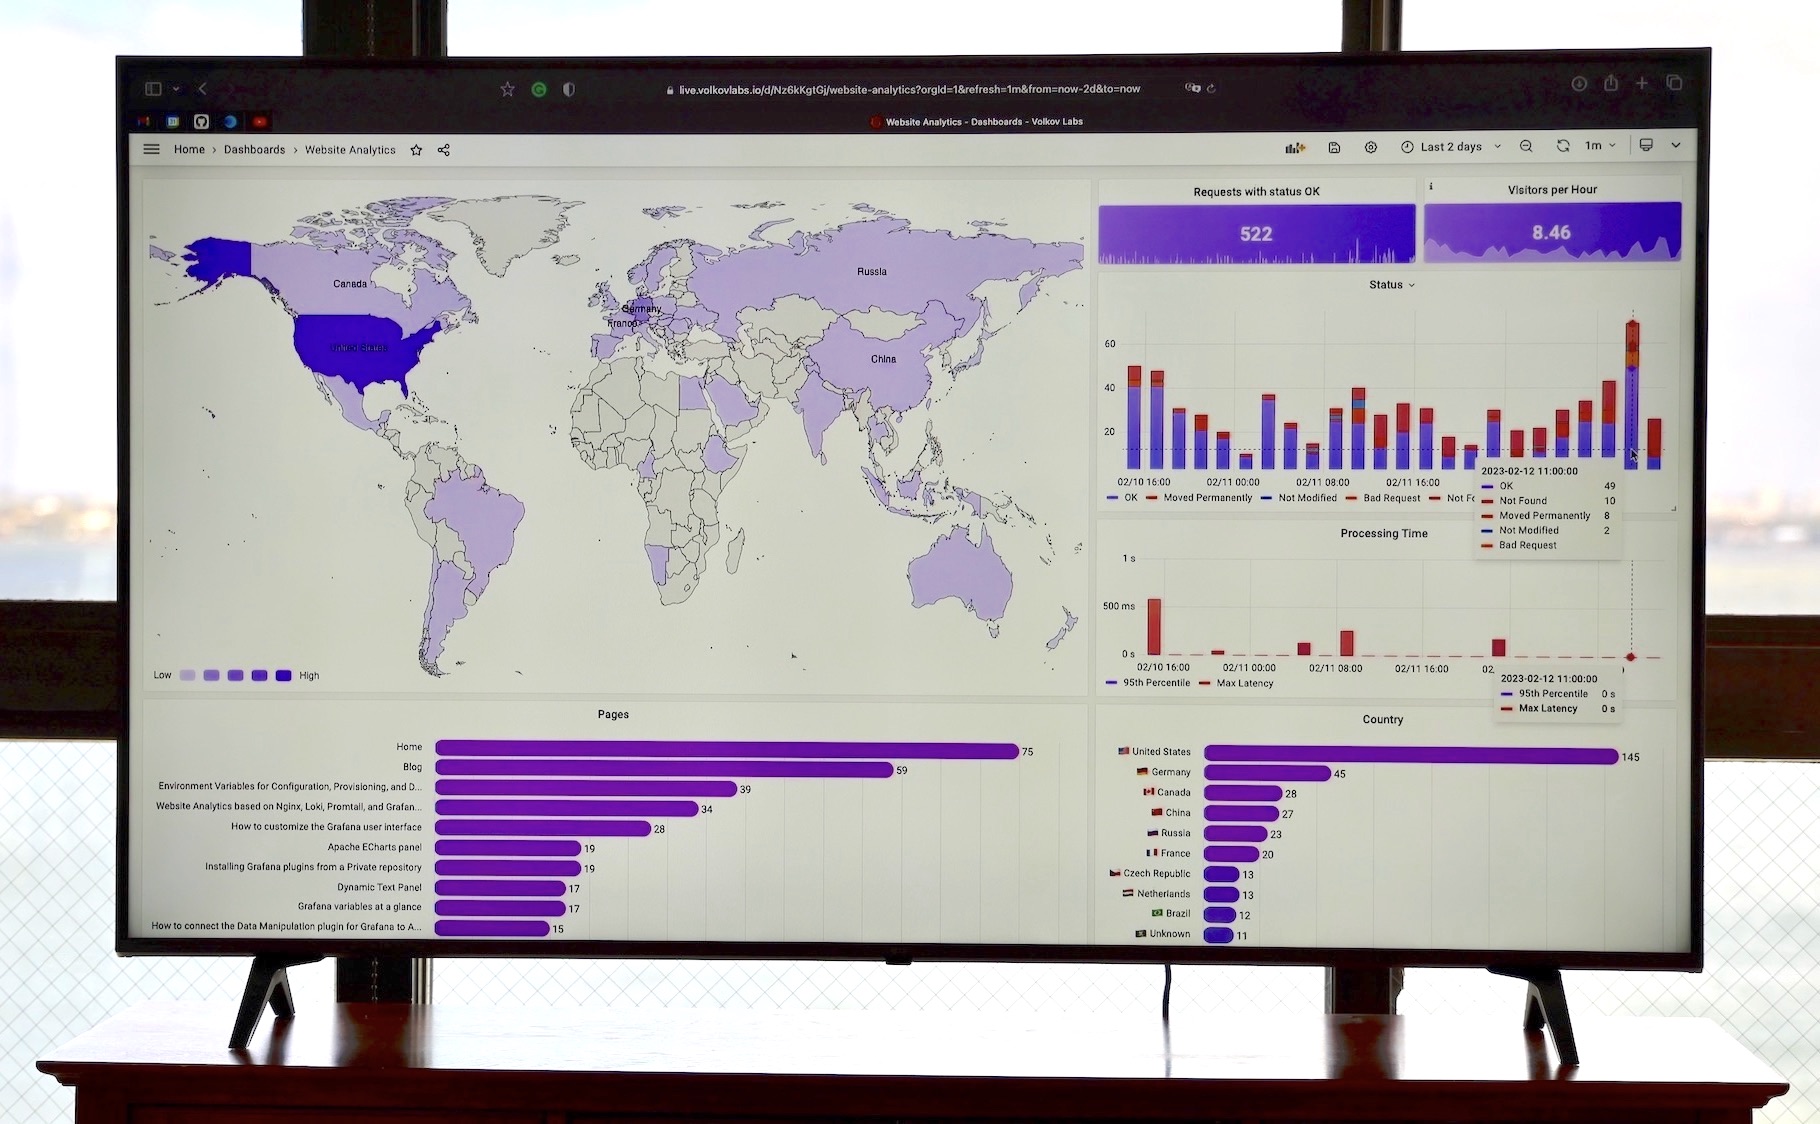 live.volkovlabs.io/d/Nz6kKgtGj/website-analytics?orgId=1&refresh=1m&from=now-2d&to=now
Website Analytics - Dashboards - Volkov Labs
Home > Dashboards > Website Analytics
Last 2 days
1m
Canada
United States
Russia
Germany
France
China
Low
High
Requests with status OK
522
Visitors per Hour
8.46
Status
60
40
20
02/10 16:00 02/11 00:00 02/11 08:00 02/11 16:00
OK Moved Permanently Not Modified Bad Request Not Fo
2023-02-12 11:00:00
OK 49
Not Found 10
Moved Permanently 8
Not Modified 2
Bad Request
Processing Time
1 s
500 ms
0 s
02/10 16:00 02/11 00:00 02/11 08:00 02/11 16:00 02
95th Percentile Max Latency
2023-02-12 11:00:00
95th Percentile 0 s
Max Latency 0 s
Pages
Home 75
Blog 59
Environment Variables for Configuration, Provisioning, and D... 39
Website Analytics based on Nginx, Loki, Promtail, and Grafan... 34
How to customize the Grafana user interface 28
Apache ECharts panel 19
Installing Grafana plugins from a Private repository 19
Dynamic Text Panel 17
Grafana variables at a glance 17
How to connect the Data Manipulation plugin for Grafana to A... 15
Country
United States 145
Germany 45
Canada 28
China 27
Russia 23
France 20
Czech Republic 13
Netherlands 13
Brazil 12
Unknown 11